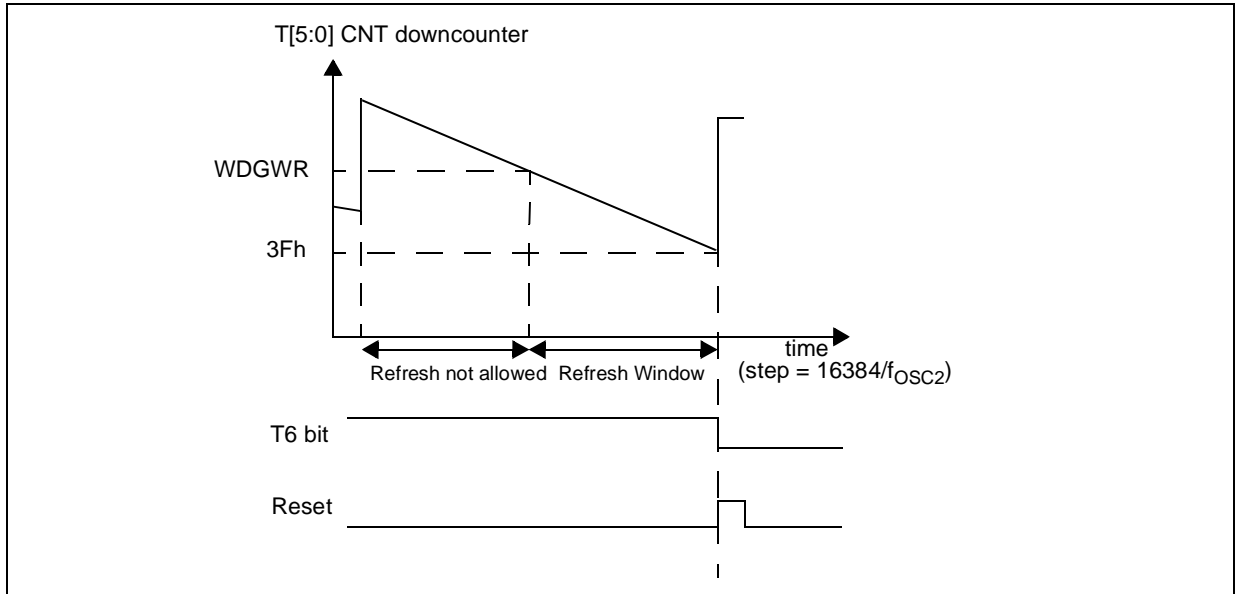 T[5:0] CNT downcounter
WDGWR
3Fh
time
Refresh not allowed Refresh Window (step = 16384/fOSC2)
T6 bit
Reset